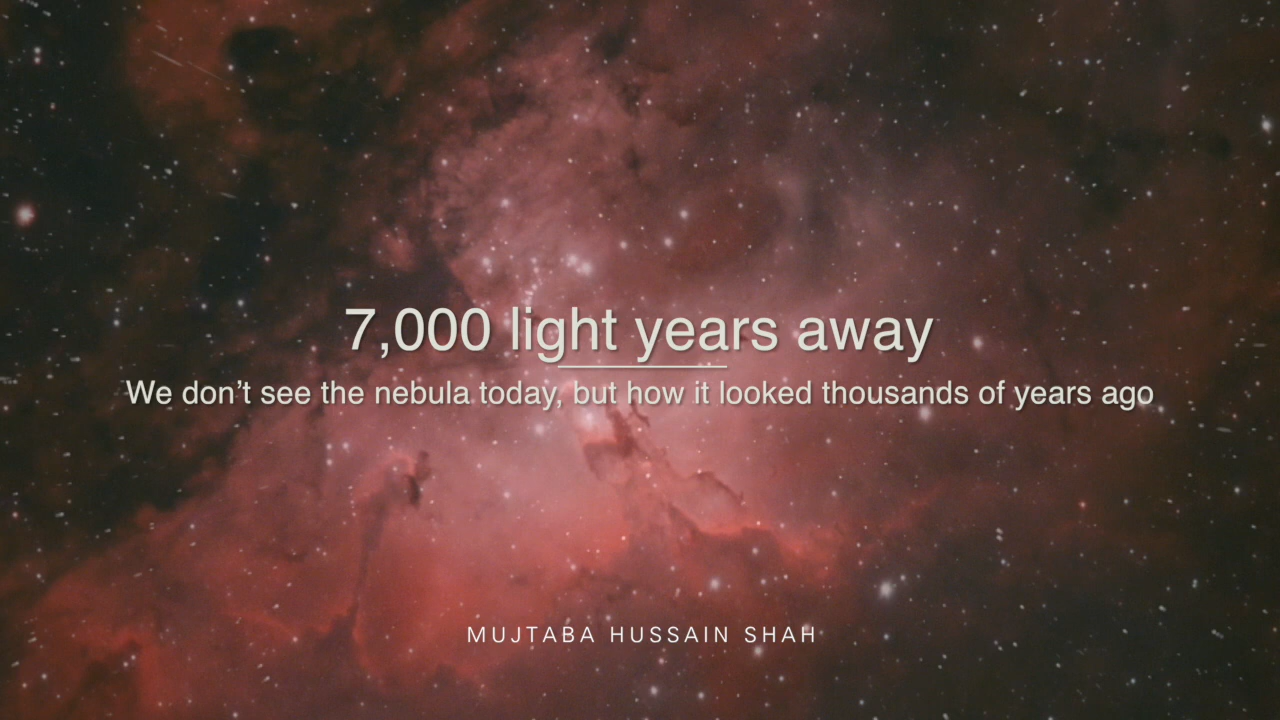 7,000 light years away
We don’t see the nebula today, but how it looked thousands of years ago
MUJTABA HUSSAIN SHAH